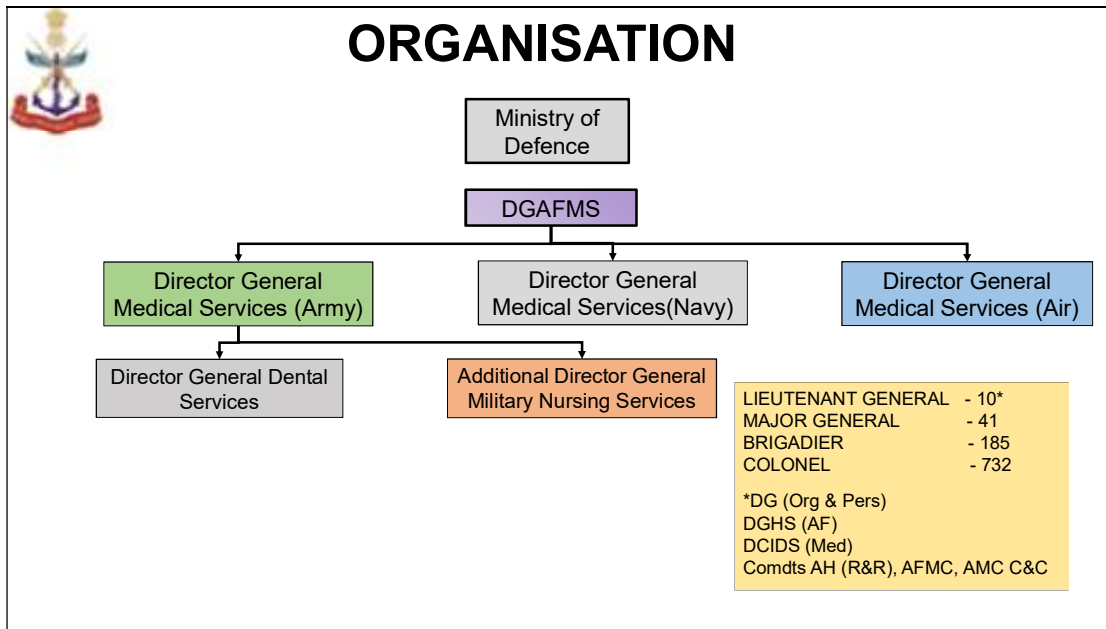 ORGANISATION
Ministry of
Defence
DGAFMS
Director General
Medical Services (Army)
Director General
Medical Services(Navy)
Director General
Medical Services (Air)
Director General Dental
Services
Additional Director General
Military Nursing Services
LIEUTENANT GENERAL - 10*
MAJOR GENERAL - 41
BRIGADIER - 185
COLONEL - 732
*DG (Org & Pers)
DGHS (AF)
DCIDS (Med)
Comdts AH (R&R), AFMC, AMC C&C